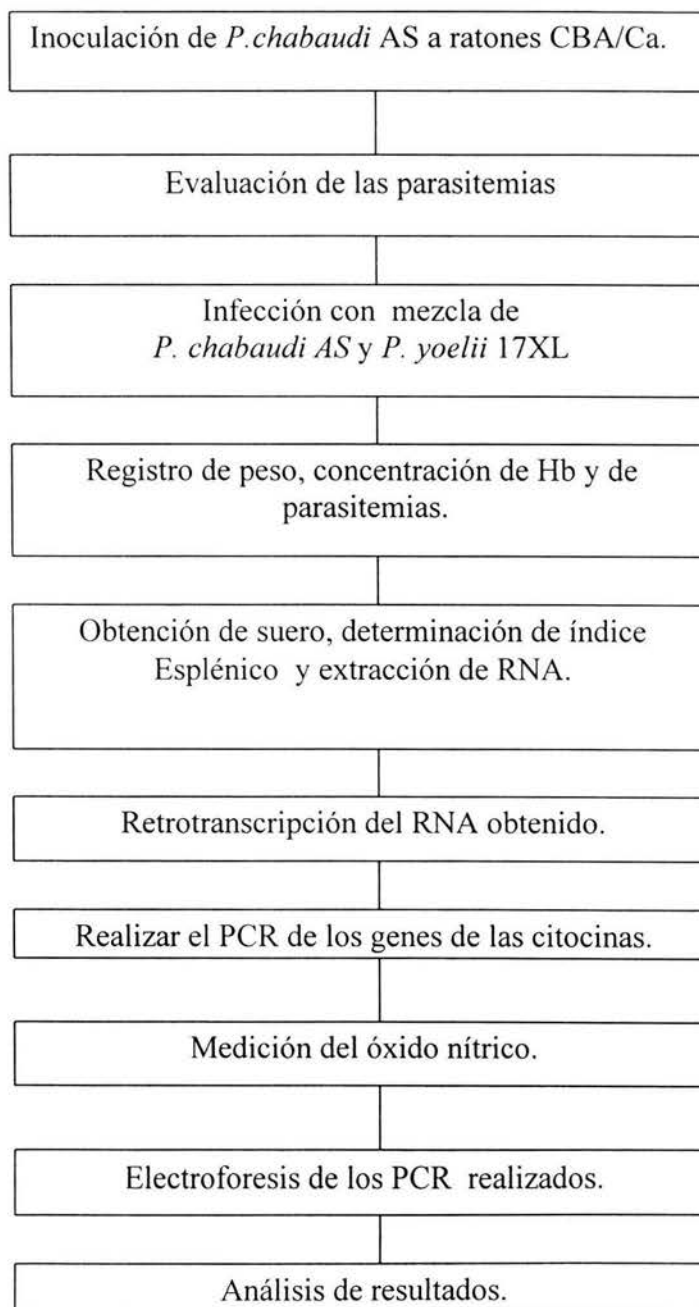 Inoculación de P.chabaudi AS a ratones CBA/Ca.
Evaluación de las parasitemias
Infección con mezcla de
P. chabaudi AS y P. yoelii 17XL
Registro de peso, concentración de Hb y de
parasitemias.
Obtención de suero, determinación de índice
Esplénico y extracción de RNA.
Retrotranscripción del RNA obtenido.
Realizar el PCR de los genes de las citocinas.
Medición del óxido nítrico.
Electroforesis de los PCR realizados.
Análisis de resultados.